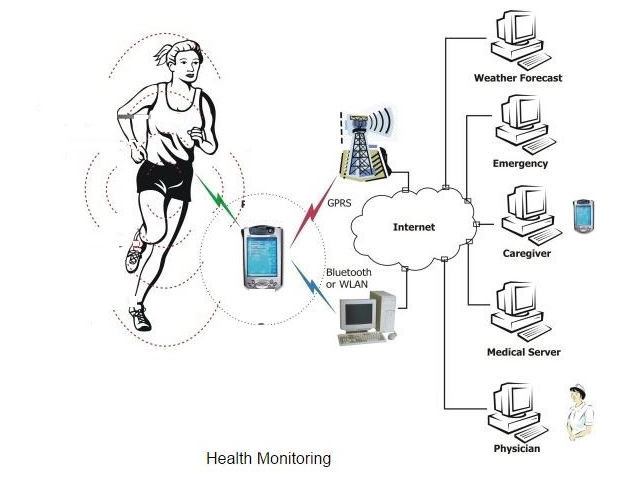 Weather Forecast
Emergency
GPRS
Internet
Caregiver
Bluetooth
or WLAN
Medical Server
Physician
Health Monitoring